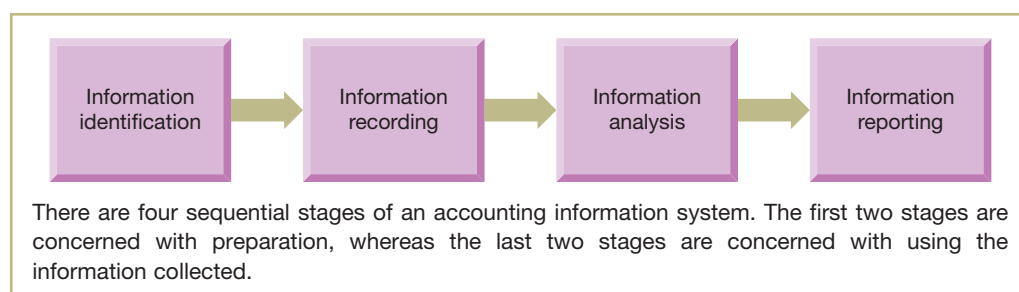 Information
identification
Information
recording
Information
analysis
Information
reporting
There are four sequential stages of an accounting information system. The first two stages are
concerned with preparation, whereas the last two stages are concerned with using the
information collected.